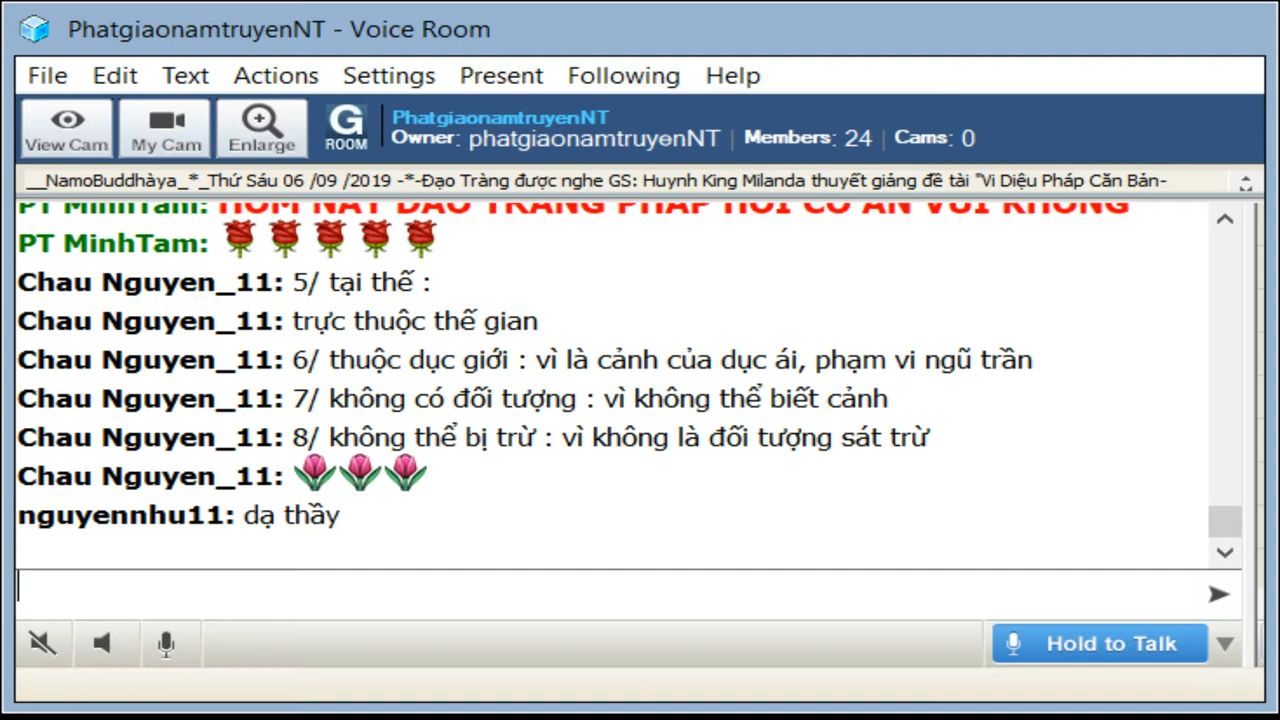 PhatgiaonamtruyenNT - Voice Room
File Edit Text Actions Settings Present Following Help
View Cam My Cam Enlarge G ROOM
PhatgiaonamtruyenNT
Owner: phatgiaonamtruyenNT | Members: 24 | Cams: 0
__NamoBuddhàya_*_Thứ Sáu 06 /09 /2019 -*-Đạo Tràng được nghe GS: Huynh King Milanda thuyết giảng đề tài "Vi Diệu Pháp Căn Bản-
PT MinhTam:
PT MinhTam:
Chau Nguyen_11: 5/ tại thế :
Chau Nguyen_11: trực thuộc thế gian
Chau Nguyen_11: 6/ thuộc dục giới : vì là cảnh của dục ái, phạm vi ngũ trần
Chau Nguyen_11: 7/ không có đối tượng : vì không thể biết cảnh
Chau Nguyen_11: 8/ không thể bị trừ : vì không là đối tượng sát trừ
Chau Nguyen_11:
nguyennhu11: dạ thầy
Hold to Talk